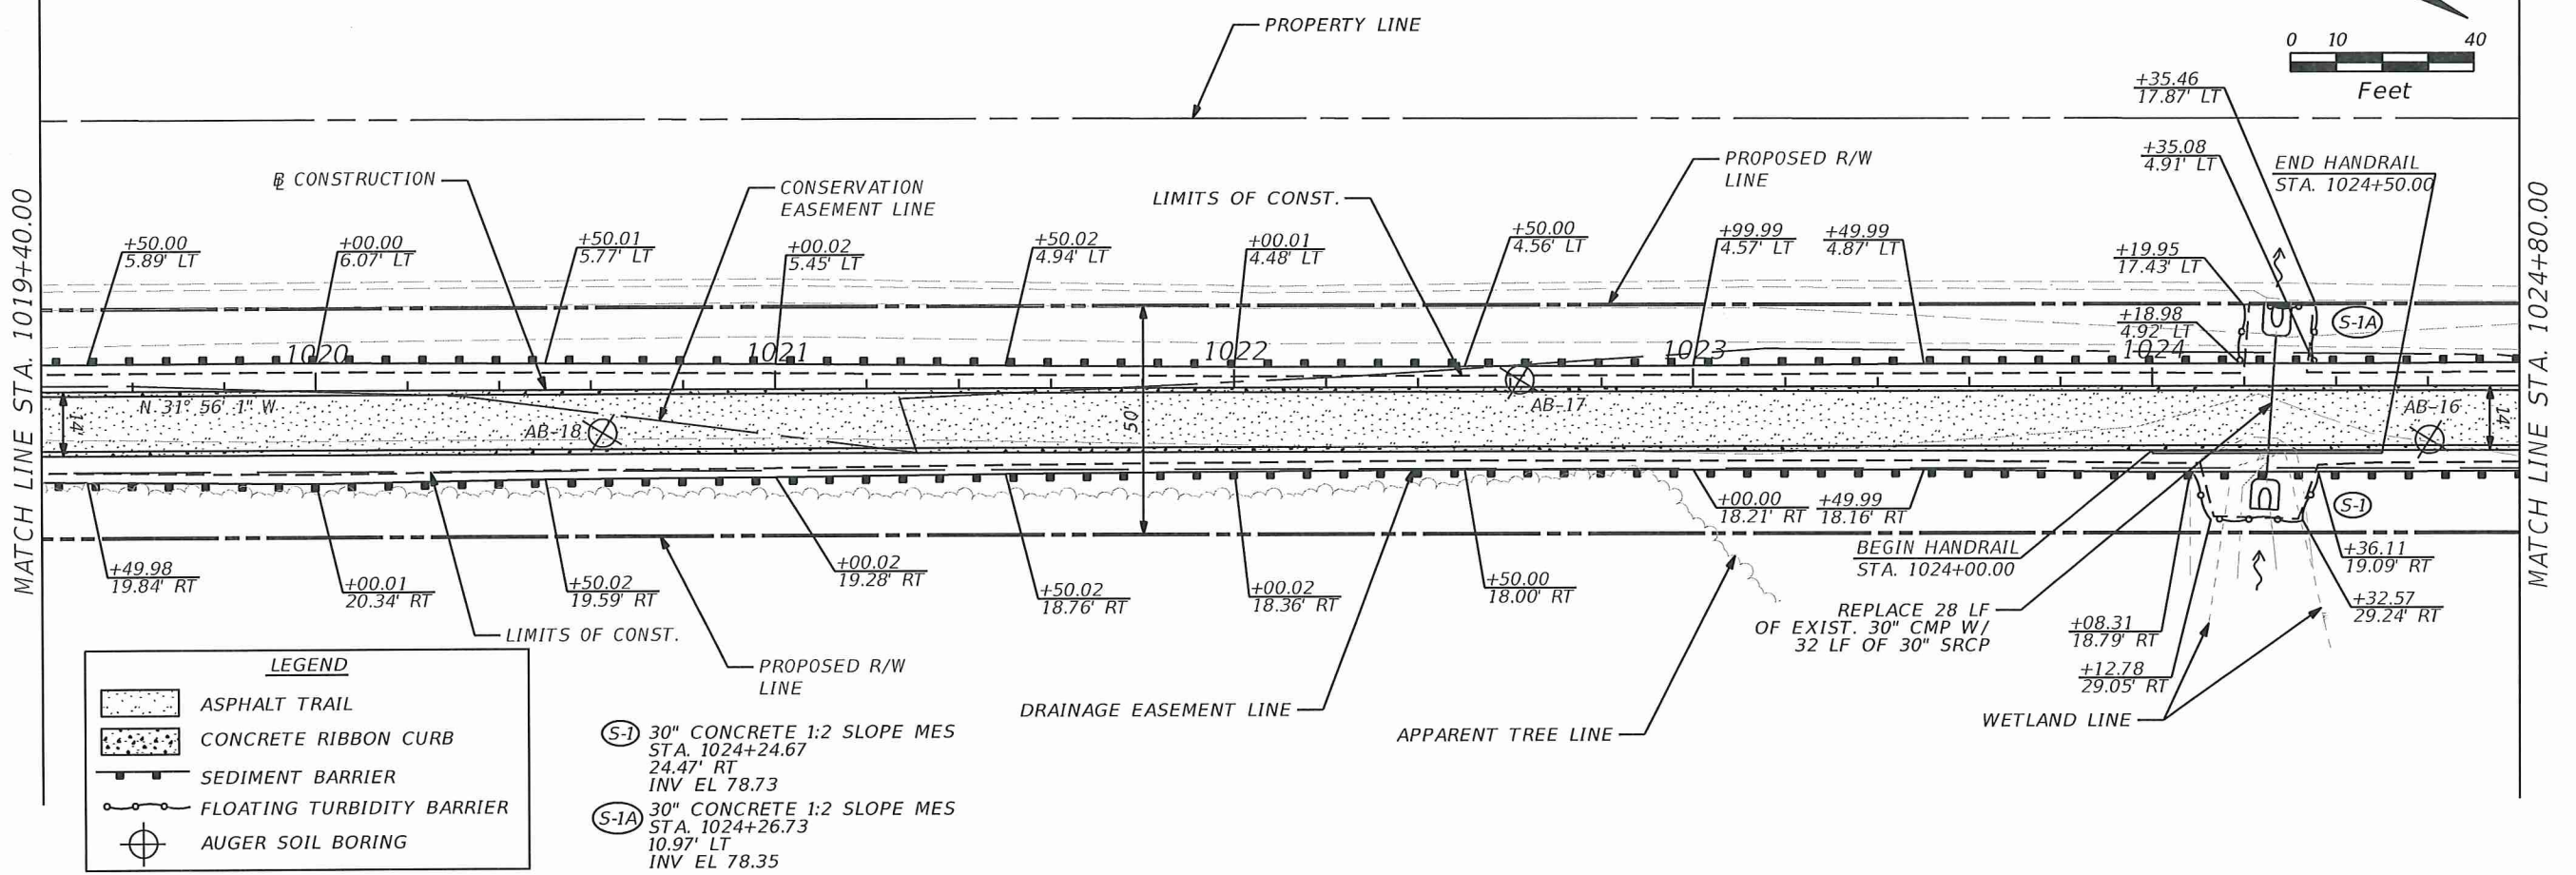 PROPERTY LINE
0 10 40
Feet
+35.46
17.87' LT
+35.08
4.91' LT
END HANDRAIL
STA. 1024+50.00
MATCH LINE STA. 1019+40.00
MATCH LINE STA. 1024+80.00
℄ CONSTRUCTION
CONSERVATION
EASEMENT LINE
LIMITS OF CONST.
PROPOSED R/W
LINE
+50.00
5.89' LT
+00.00
6.07' LT
+50.01
5.77' LT
+00.02
5.45' LT
+50.02
4.94' LT
+00.01
4.48' LT
+50.00
4.56' LT
+99.99
4.57' LT
+49.99
4.87' LT
+19.95
17.43' LT
+18.98
4.92' LT
S-1A
1020
1021
1022
1023
1024
N 31° 56' 1" W
14'
AB-18
50'
AB-17
AB-16
14'
S-1
+49.98
19.84' RT
+00.01
20.34' RT
+50.02
19.59' RT
+00.02
19.28' RT
+50.02
18.76' RT
+00.02
18.36' RT
+50.00
18.00' RT
+00.00
18.21' RT
+49.99
18.16' RT
BEGIN HANDRAIL
STA. 1024+00.00
+36.11
19.09' RT
+32.57
29.24' RT
REPLACE 28 LF
OF EXIST. 30" CMP W/
32 LF OF 30" SRCP
+08.31
18.79' RT
+12.78
29.05' RT
LIMITS OF CONST.
PROPOSED R/W
LINE
DRAINAGE EASEMENT LINE
APPARENT TREE LINE
WETLAND LINE
LEGEND
ASPHALT TRAIL
CONCRETE RIBBON CURB
SEDIMENT BARRIER
FLOATING TURBIDITY BARRIER
AUGER SOIL BORING
S-1 30" CONCRETE 1:2 SLOPE MES
STA. 1024+24.67
24.47' RT
INV EL 78.73
S-1A 30" CONCRETE 1:2 SLOPE MES
STA. 1024+26.73
10.97' LT
INV EL 78.35